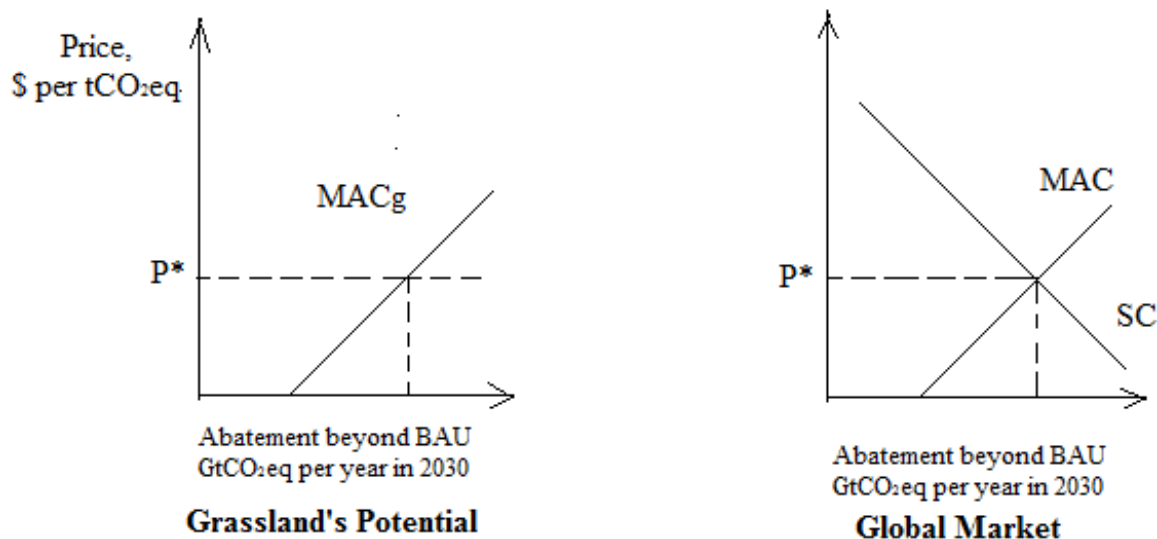 Price,
$ per tCO₂eq.
MACg
P*
Abatement beyond BAU
GtCO₂eq per year in 2030
Grassland's Potential
MAC
P*
SC
Abatement beyond BAU
GtCO₂eq per year in 2030
Global Market